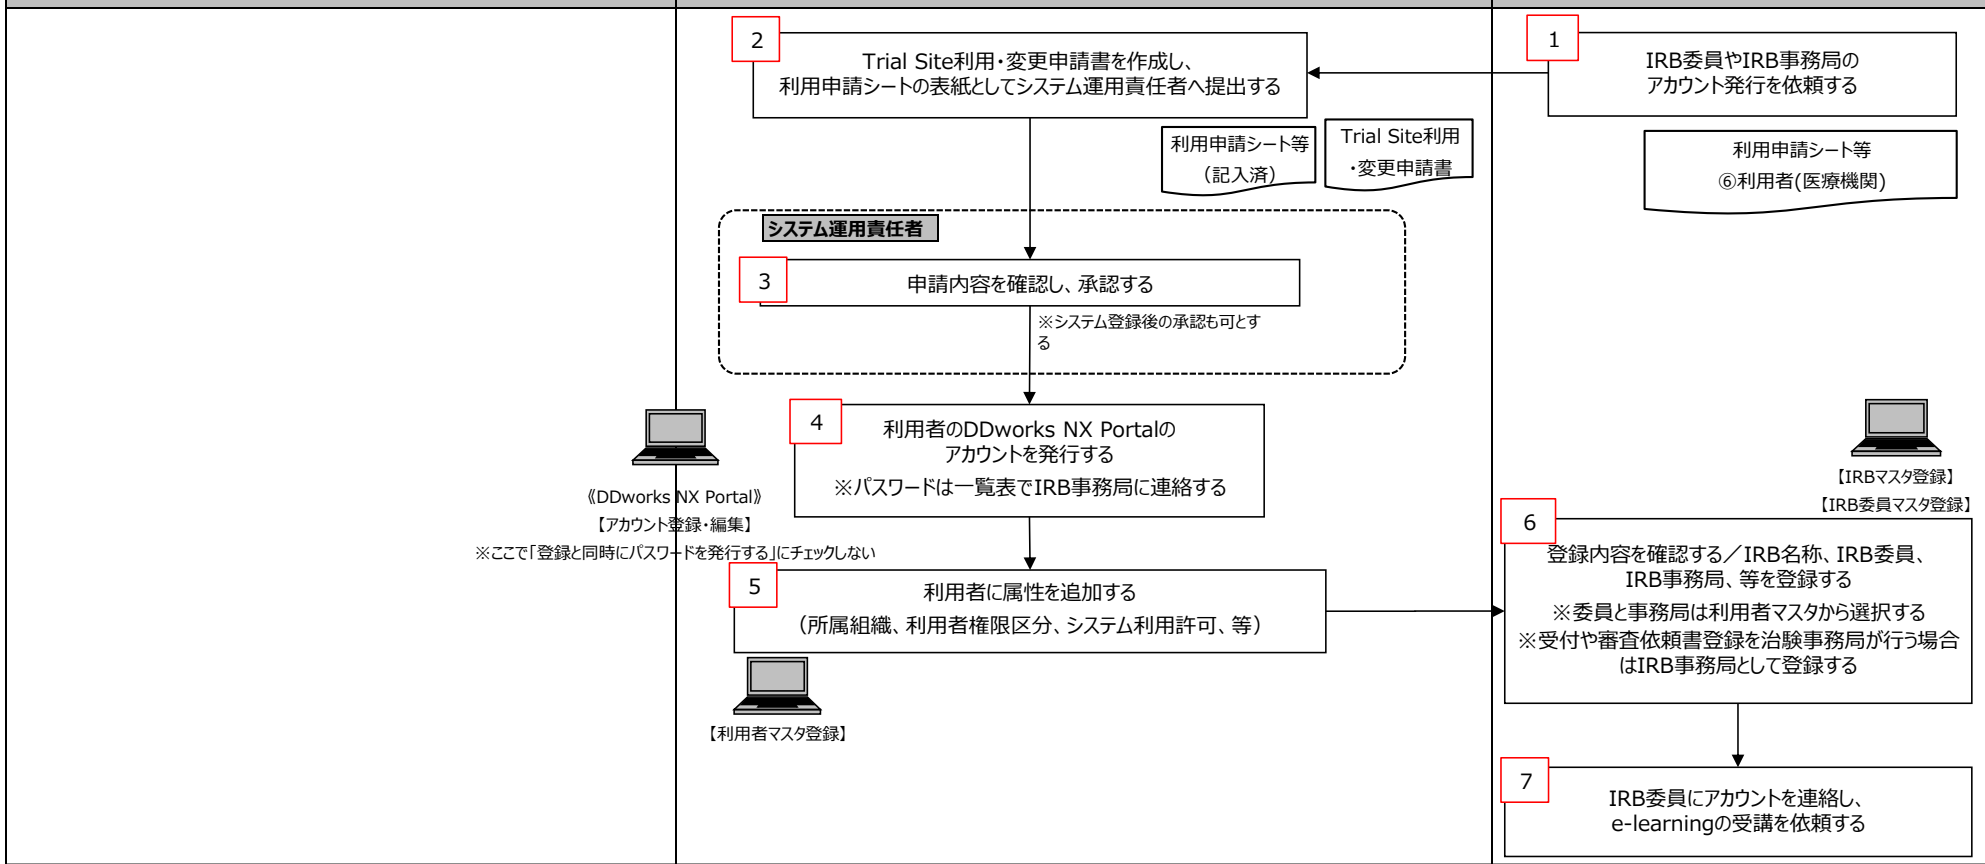 1
IRB委員やIRB事務局の
アカウント発行を依頼する
利用申請シート等
⑥利用者(医療機関)
2
Trial Site利用・変更申請書を作成し、
利用申請シートの表紙としてシステム運用責任者へ提出する
利用申請シート等
（記入済）
Trial Site利用
・変更申請書
システム運用責任者
3
申請内容を確認し、承認する
※システム登録後の承認も可とす
る
4
利用者のDDworks NX Portalの
アカウントを発行する
※パスワードは一覧表でIRB事務局に連絡する
《DDworks NX Portal》
【アカウント登録・編集】
※ここで「登録と同時にパスワードを発行する」にチェックしない
5
利用者に属性を追加する
（所属組織、利用者権限区分、システム利用許可、等）
【利用者マスタ登録】
【IRBマスタ登録】
【IRB委員マスタ登録】
6
登録内容を確認する／IRB名称、IRB委員、
IRB事務局、等を登録する
※委員と事務局は利用者マスタから選択する
※受付や審査依頼書登録を治験事務局が行う場合
はIRB事務局として登録する
7
IRB委員にアカウントを連絡し、
e-learningの受講を依頼する